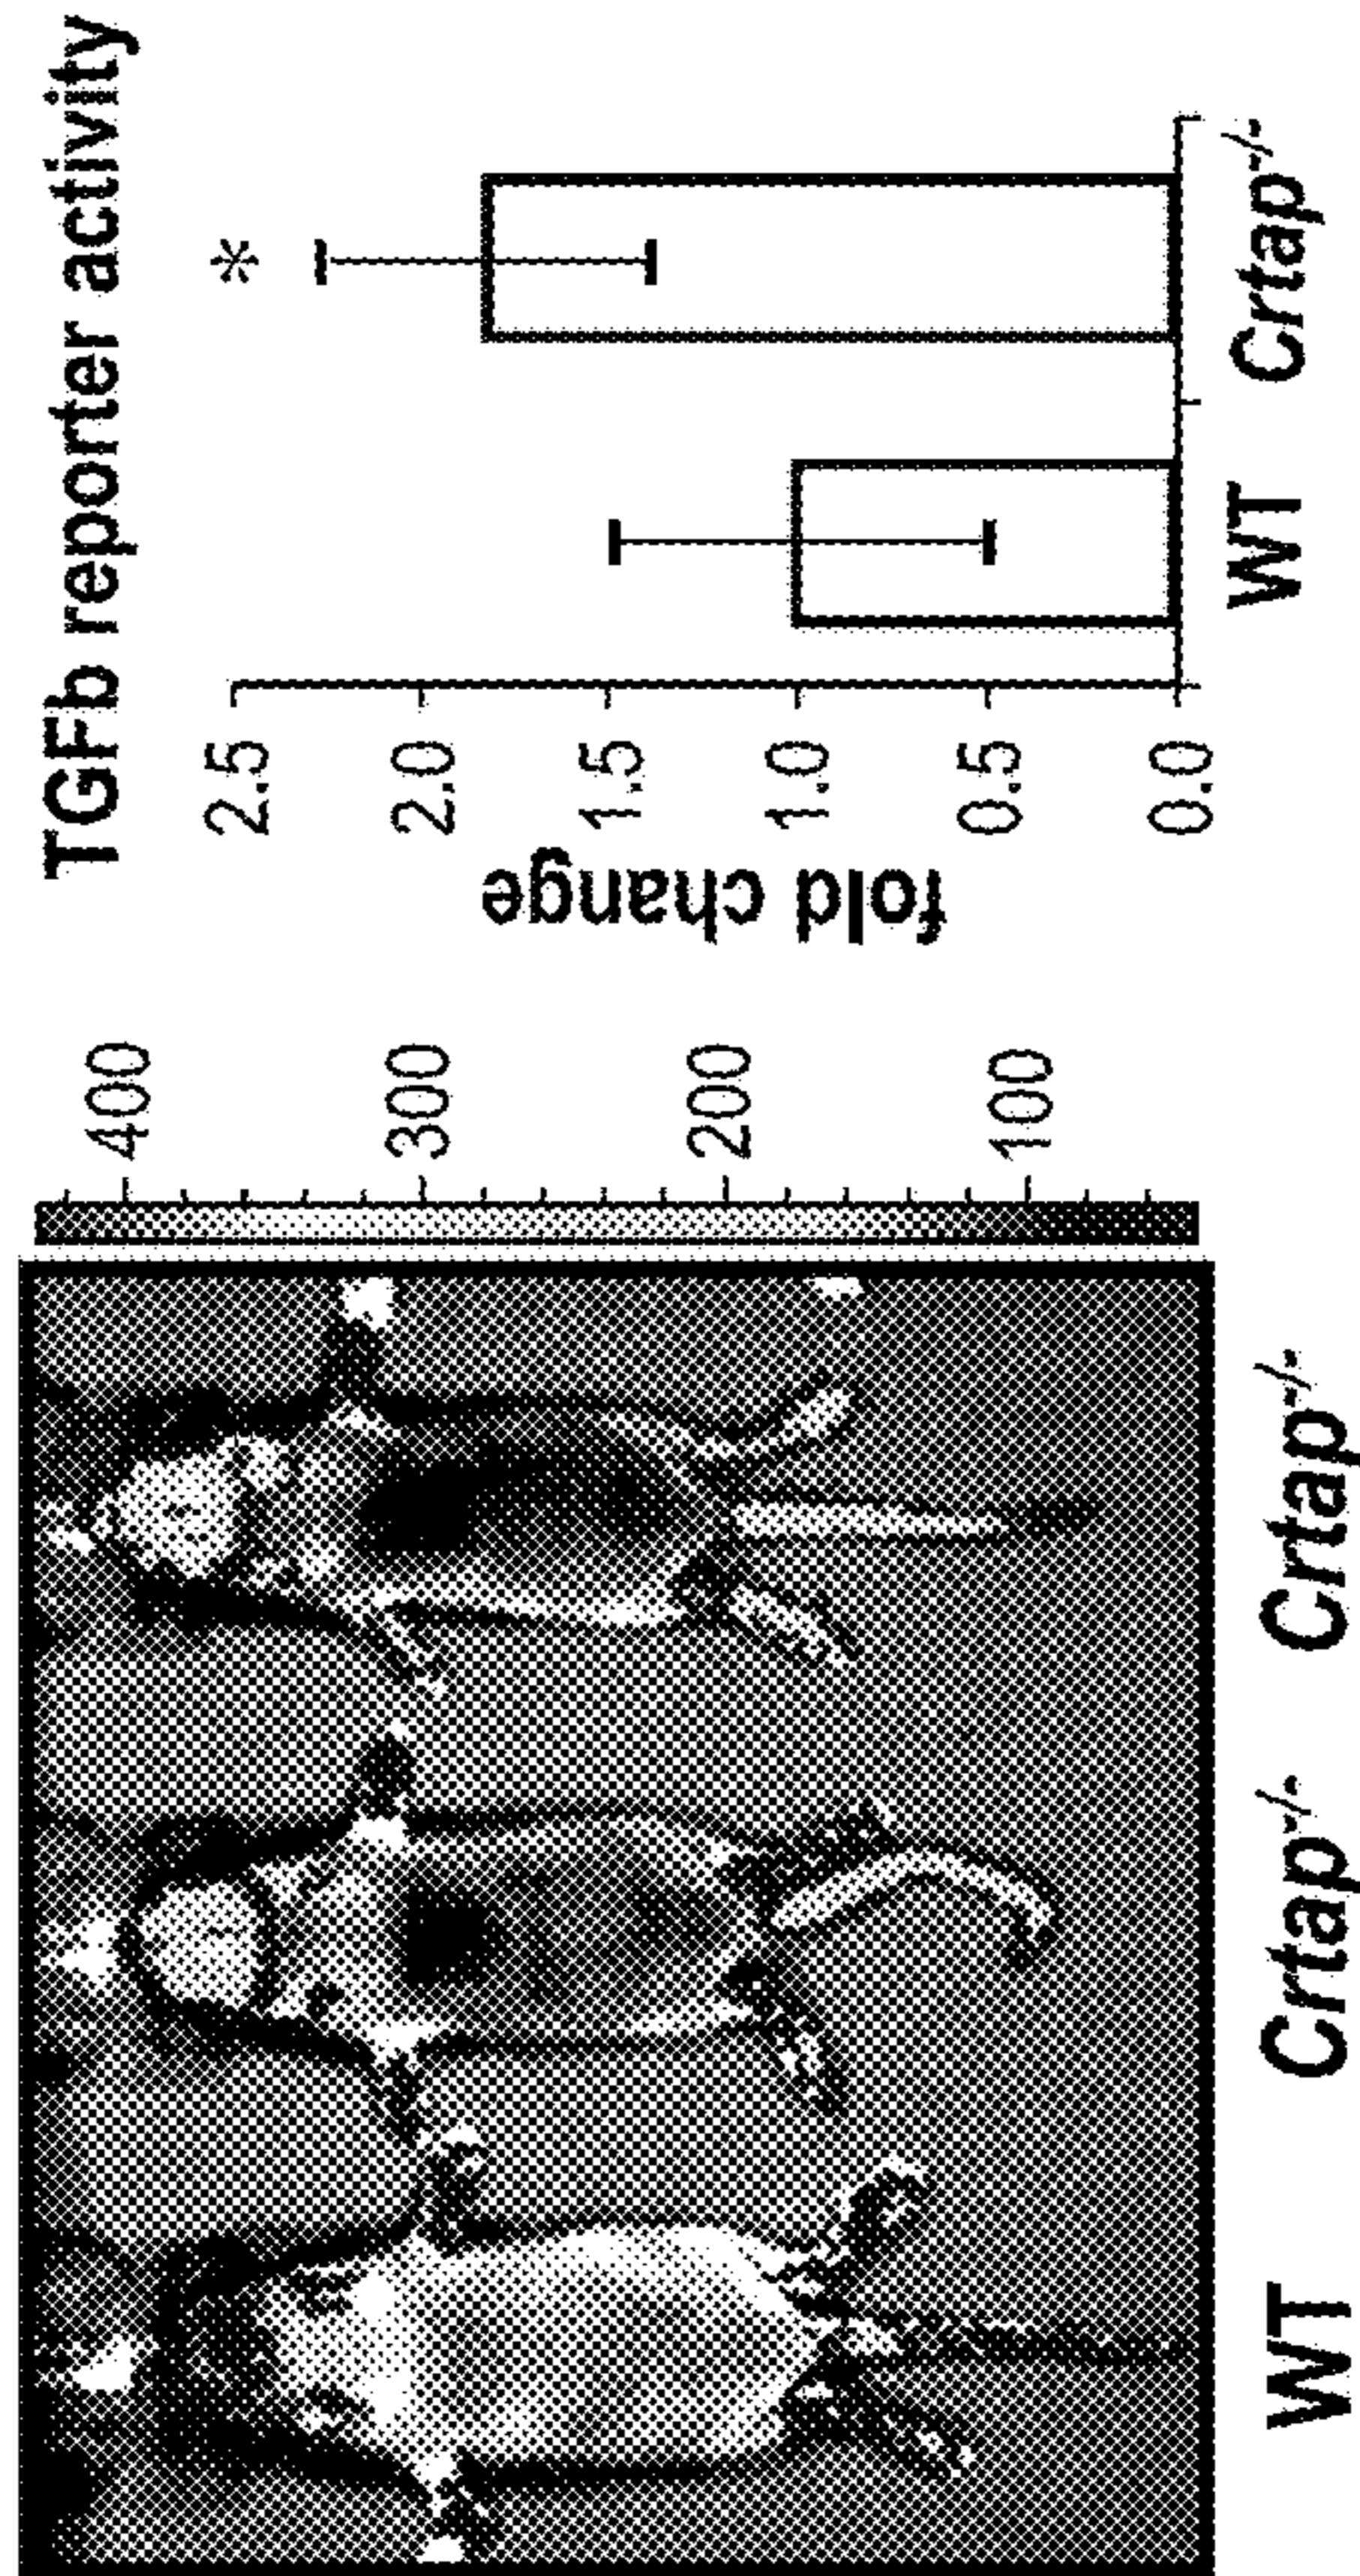 400
300
200
100
WT
Crtap-/-
Crtap-/-
TGFb reporter activity
fold change
2.5
2.0
1.5
1.0
0.5
0.0
*
WT
Crtap-/-